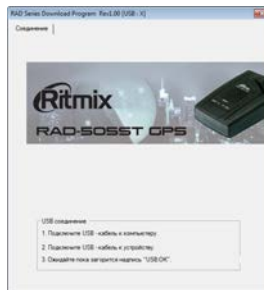 RAD Series Download Program Rev1.00 (USB - X)
Соединение
Ritmix
RAD-505ST GPS
USB соединение
1. Подключите USB - кабель к компьютеру.
2. Подключите USB - кабель к устройству.
3. Ожидайте пока загорится надпись "USB OK".